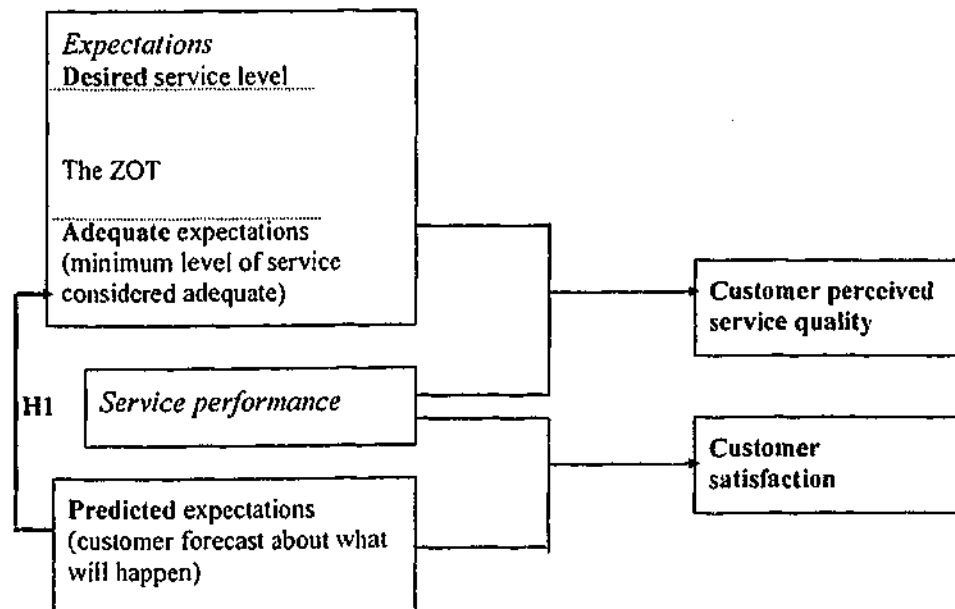 Expectations
Desired service level
The ZOT
Adequate expectations
(minimum level of service
considered adequate)
Customer perceived
service quality
H1
Service performance
Customer
satisfaction
Predicted expectations
(customer forecast about what
will happen)